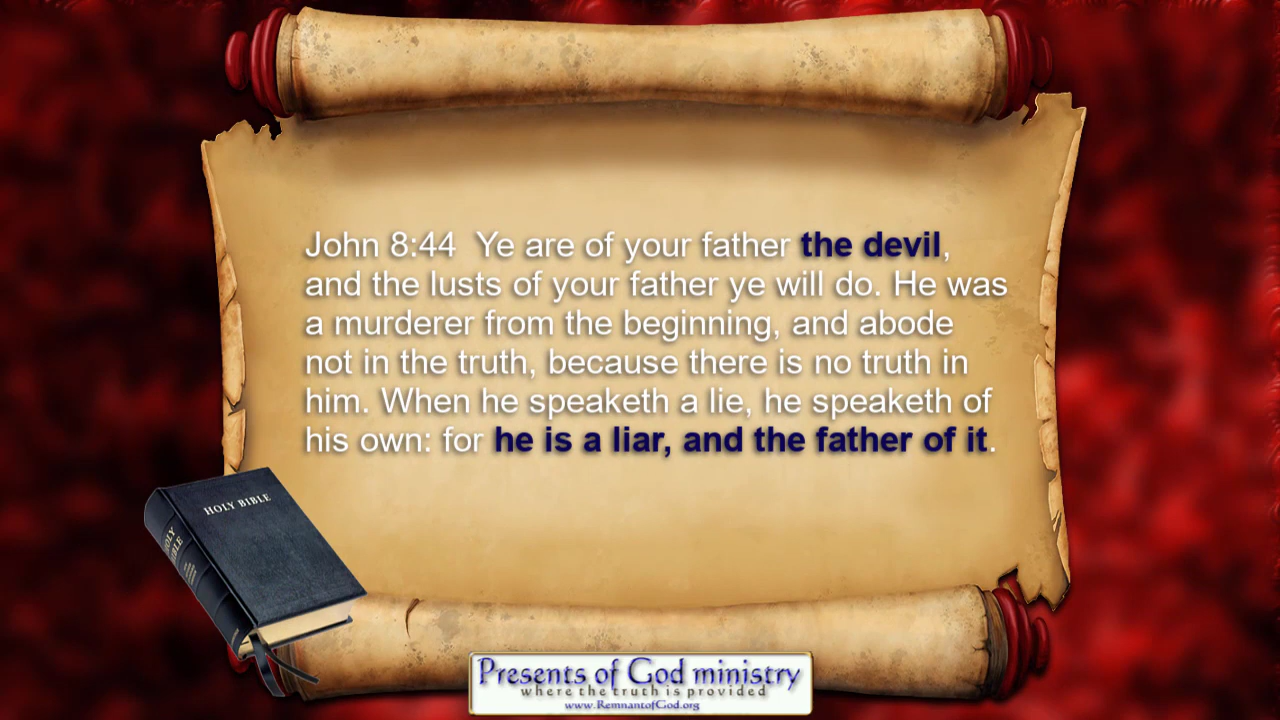 John 8:44  Ye are of your father the devil,
and the lusts of your father ye will do. He was
a murderer from the beginning, and abode
not in the truth, because there is no truth in
him. When he speaketh a lie, he speaketh of
his own: for he is a liar, and the father of it.
HOLY BIBLE
HOLY
BIBLE
Presents of God ministry
where the truth is provided
www.RemnantofGod.org